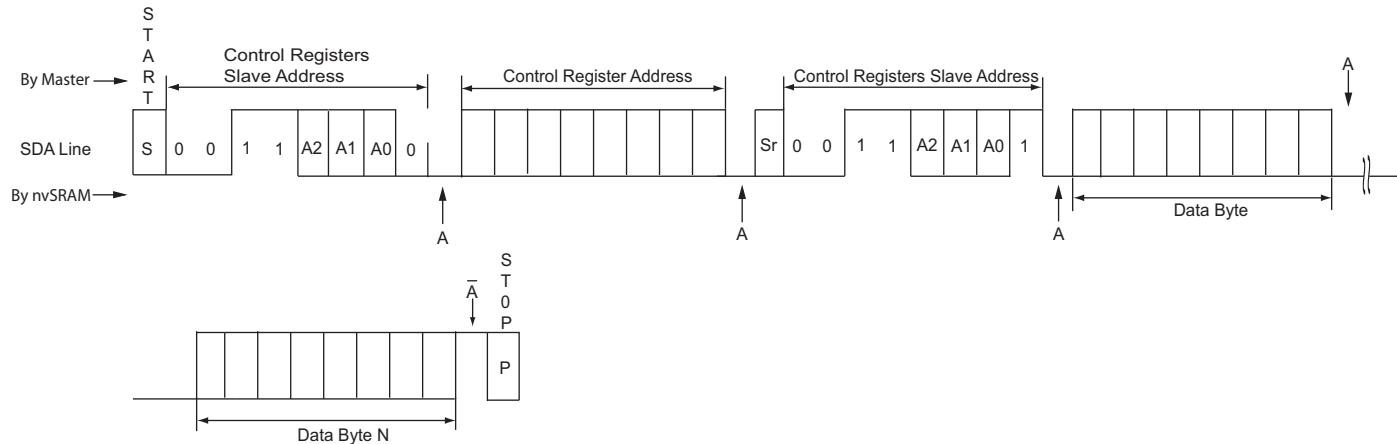 START
Control Registers
Slave Address
By Master
Control Register Address
Control Registers Slave Address
A
SDA Line
S 0 0 1 1 A2 A1 A0 0
Sr 0 0 1 1 A2 A1 A0 1
By nvSRAM
A
A
A
Data Byte
ST0P
A̅
P
Data Byte N